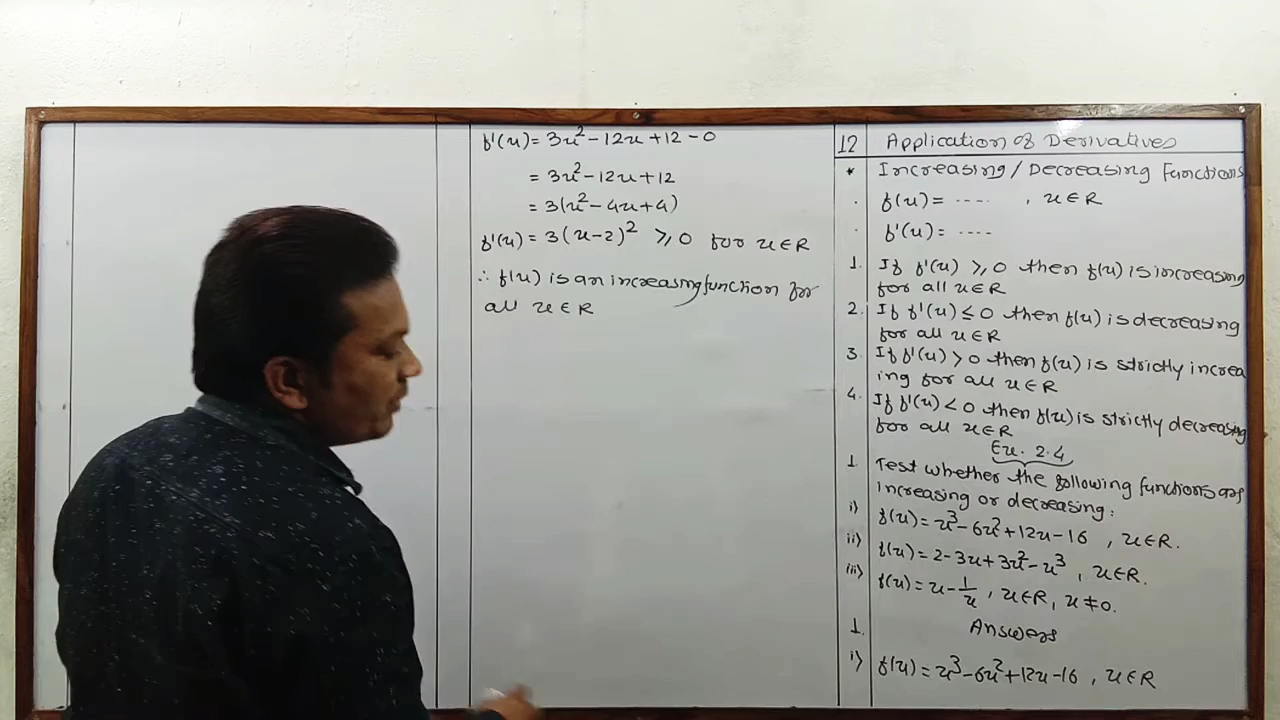 12 Application of Derivatives
* Increasing / Decreasing Functions
. f(x) = ---- , x ∈ R
. f'(x) = ----
1. If f'(x) ⩾ 0 then f(x) is increasing
for all x ∈ R
2. If f'(x) ≤ 0 then f(x) is decreasing
for all x ∈ R
3. If f'(x) > 0 then f(x) is strictly increa
ing for all x ∈ R
4. If f'(x) < 0 then f(x) is strictly decreasing
for all x ∈ R
Ex. 2.4
1. Test whether the following functions are
increasing or decreasing:
i) f(x) = x³ - 6x² + 12x - 16 , x ∈ R.
ii) f(x) = 2 - 3x + 3x² - x³ , x ∈ R.
iii) f(x) = x - 1/x , x ∈ R, x ≠ 0.
1. Answers
i) f(x) = x³ - 6x² + 12x - 16 , x ∈ R
f'(x) = 3x² - 12x + 12 - 0
= 3x² - 12x + 12
= 3(x² - 4x + 4)
f'(x) = 3(x - 2)² ⩾ 0 for x ∈ R
∴ f(x) is an increasing function for
all x ∈ R